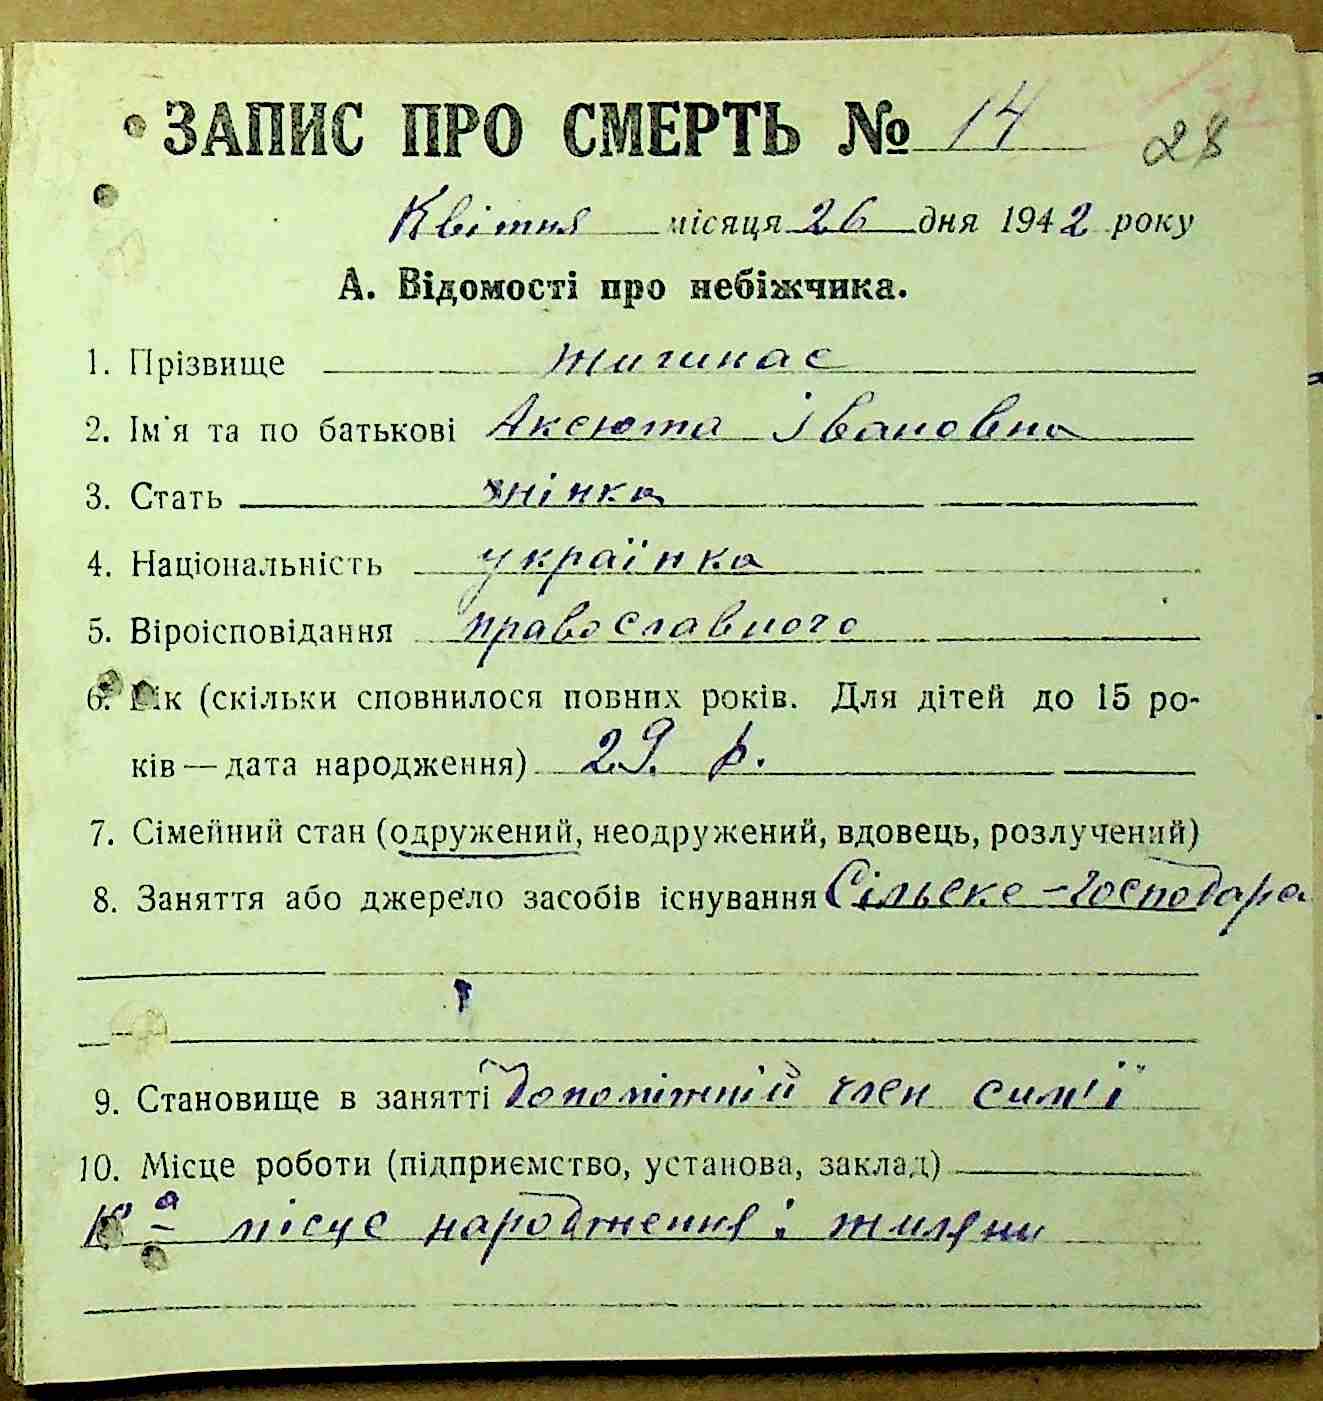 ЗАПИС ПРО СМЕРТЬ № 14 28
Квітня місяця 26 дня 1942 року
А. Відомості про небіжчика.
1. Прізвище
2. Ім'я та по батькові Аксюта Івановна
3. Стать жінка
4. Національність українка
5. Віроісповідання православного
6. Вік (скільки сповнилося повних років. Для дітей до 15 ро-
ків — дата народження) 29. р.
7. Сімейний стан (одружений, неодружений, вдовець, розлучений)
8. Заняття або джерело засобів існування Сільске-господара
9. Становище в занятті Допоміжній член сим'ї
10. Місце роботи (підприємство, установа, заклад)
10 а місце народження: